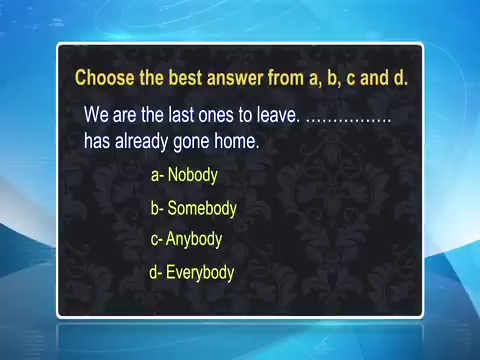 Choose the best answer from a, b, c and d.
We are the last ones to leave. ................
has already gone home.
a- Nobody
b- Somebody
c- Anybody
d- Everybody